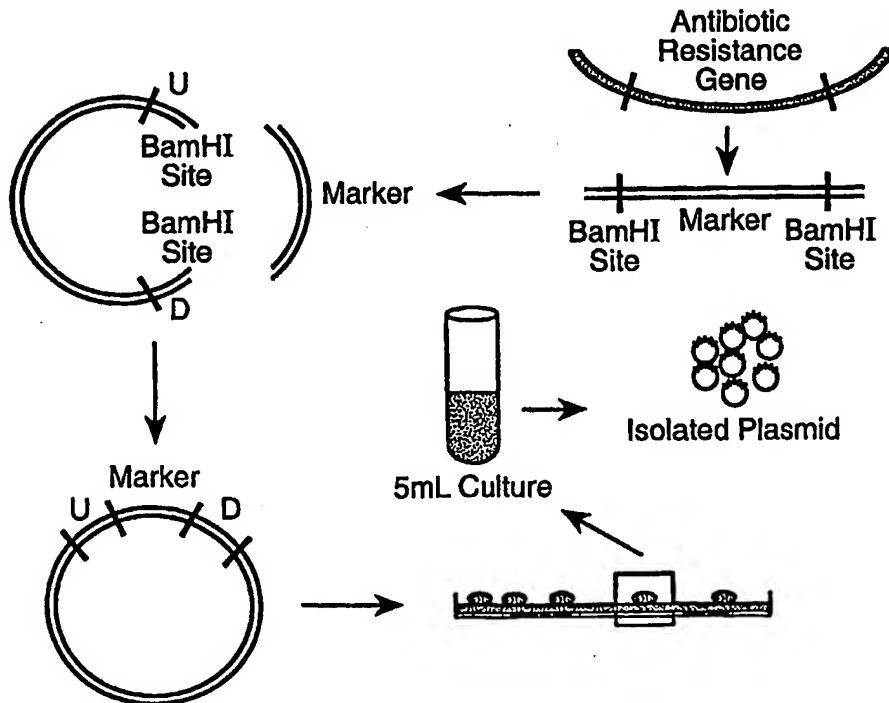 Antibiotic
Resistance
Gene
U
BamHI
Site
Marker
BamHI
Site
D
Marker
BamHI
Site
BamHI
Site
Isolated Plasmid
5mL Culture
Marker
U
D